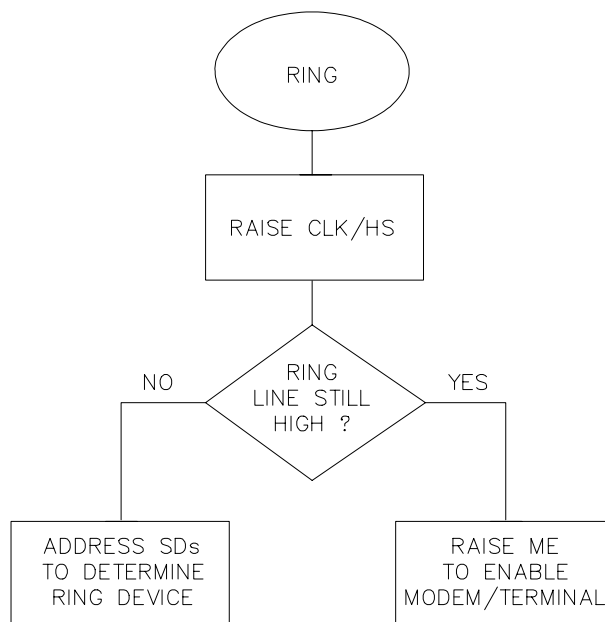 RING
RAISE CLK/HS
RING
LINE STILL
HIGH ?
NO
YES
ADDRESS SDs
TO DETERMINE
RING DEVICE
RAISE ME
TO ENABLE
MODEM/TERMINAL